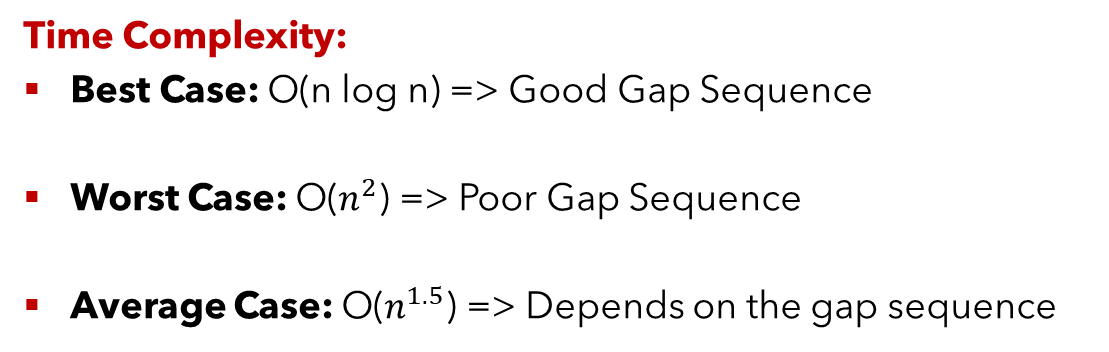 Time Complexity:
▪ Best Case: O(n log n) => Good Gap Sequence
▪ Worst Case: O(n²) => Poor Gap Sequence
▪ Average Case: O(n¹·⁵) => Depends on the gap sequence